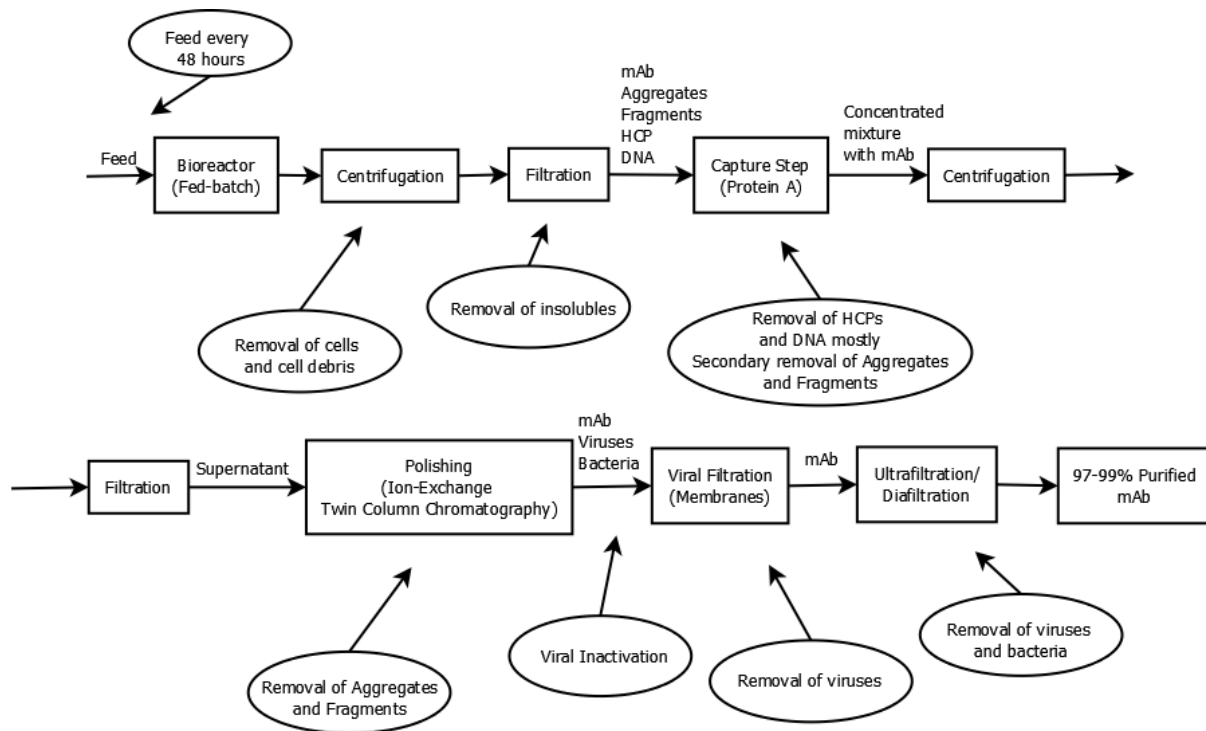 Feed every
48 hours
Feed
Bioreactor
(Fed-batch)
Centrifugation
Filtration
mAb
Aggregates
Fragments
HCP
DNA
Capture Step
(Protein A)
Concentrated
mixture
with mAb
Centrifugation
Removal of cells
and cell debris
Removal of insolubles
Removal of HCPs
and DNA mostly
Secondary removal of Aggregates
and Fragments
Filtration
Supernatant
Polishing
(Ion-Exchange
Twin Column Chromatography)
mAb
Viruses
Bacteria
Viral Filtration
(Membranes)
mAb
Ultrafiltration/
Diafiltration
97-99% Purified
mAb
Removal of Aggregates
and Fragments
Viral Inactivation
Removal of viruses
Removal of viruses
and bacteria